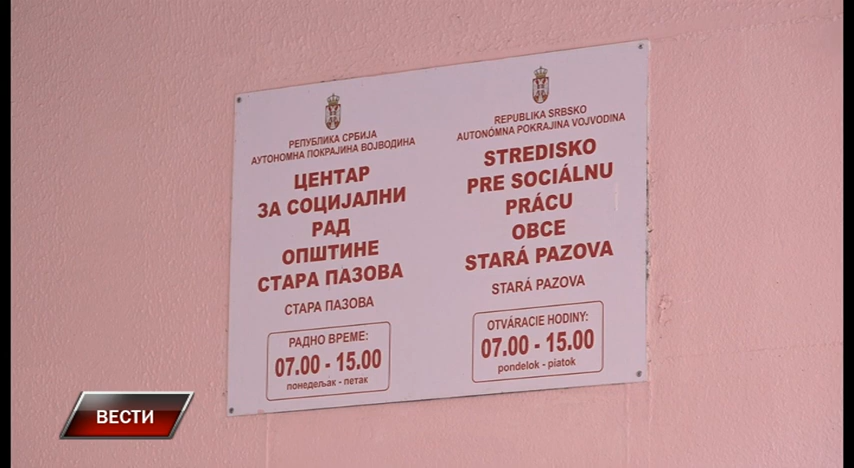 РЕПУБЛИКА СРБИЈА
АУТОНОМНА ПОКРАЈИНА ВОЈВОДИНА
ЦЕНТАР
ЗА СОЦИЈАЛНИ
РАД
ОПШТИНЕ
СТАРА ПАЗОВА
СТАРА ПАЗОВА
РАДНО ВРЕМЕ:
07.00 - 15.00
понедељак - петак
REPUBLIKA SRBSKO
AUTONÓMNA POKRAJINA VOJVODINA
STREDISKO
PRE SOCIÁLNU
PRÁCU
OBCE
STARÁ PAZOVA
STARÁ PAZOVA
OTVÁRACIE HODINY:
07.00 - 15.00
pondelok - piatok
ВЕСТИ